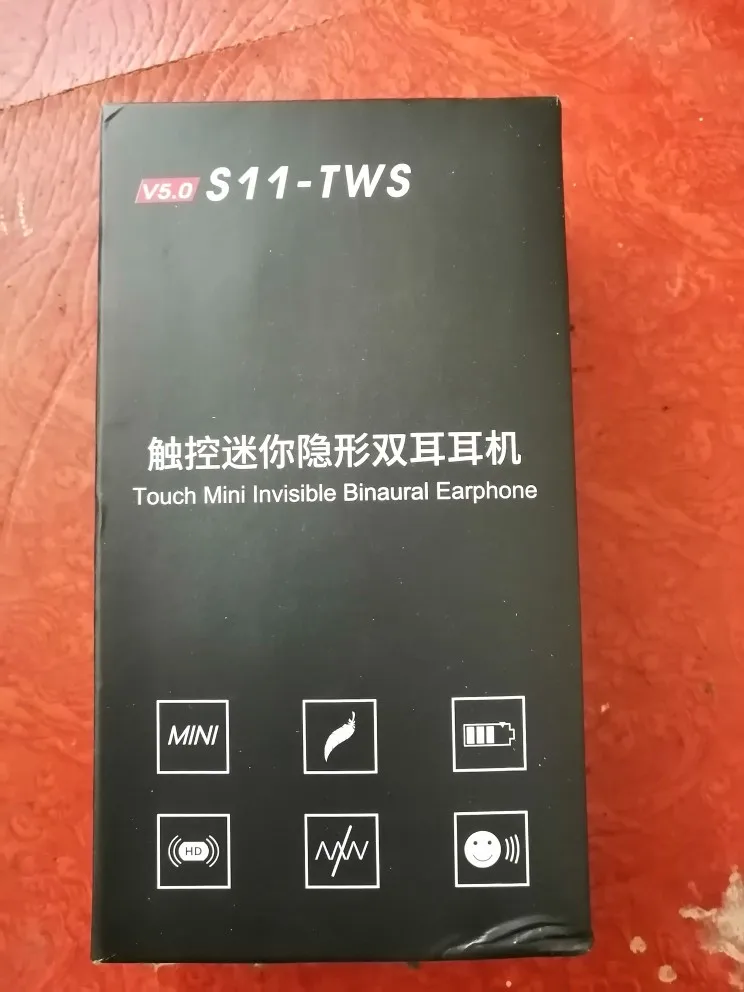 V5.0 S11-TWS
触控迷你隐形双耳耳机
Touch Mini Invisible Binaural Earphone
MINI
HD